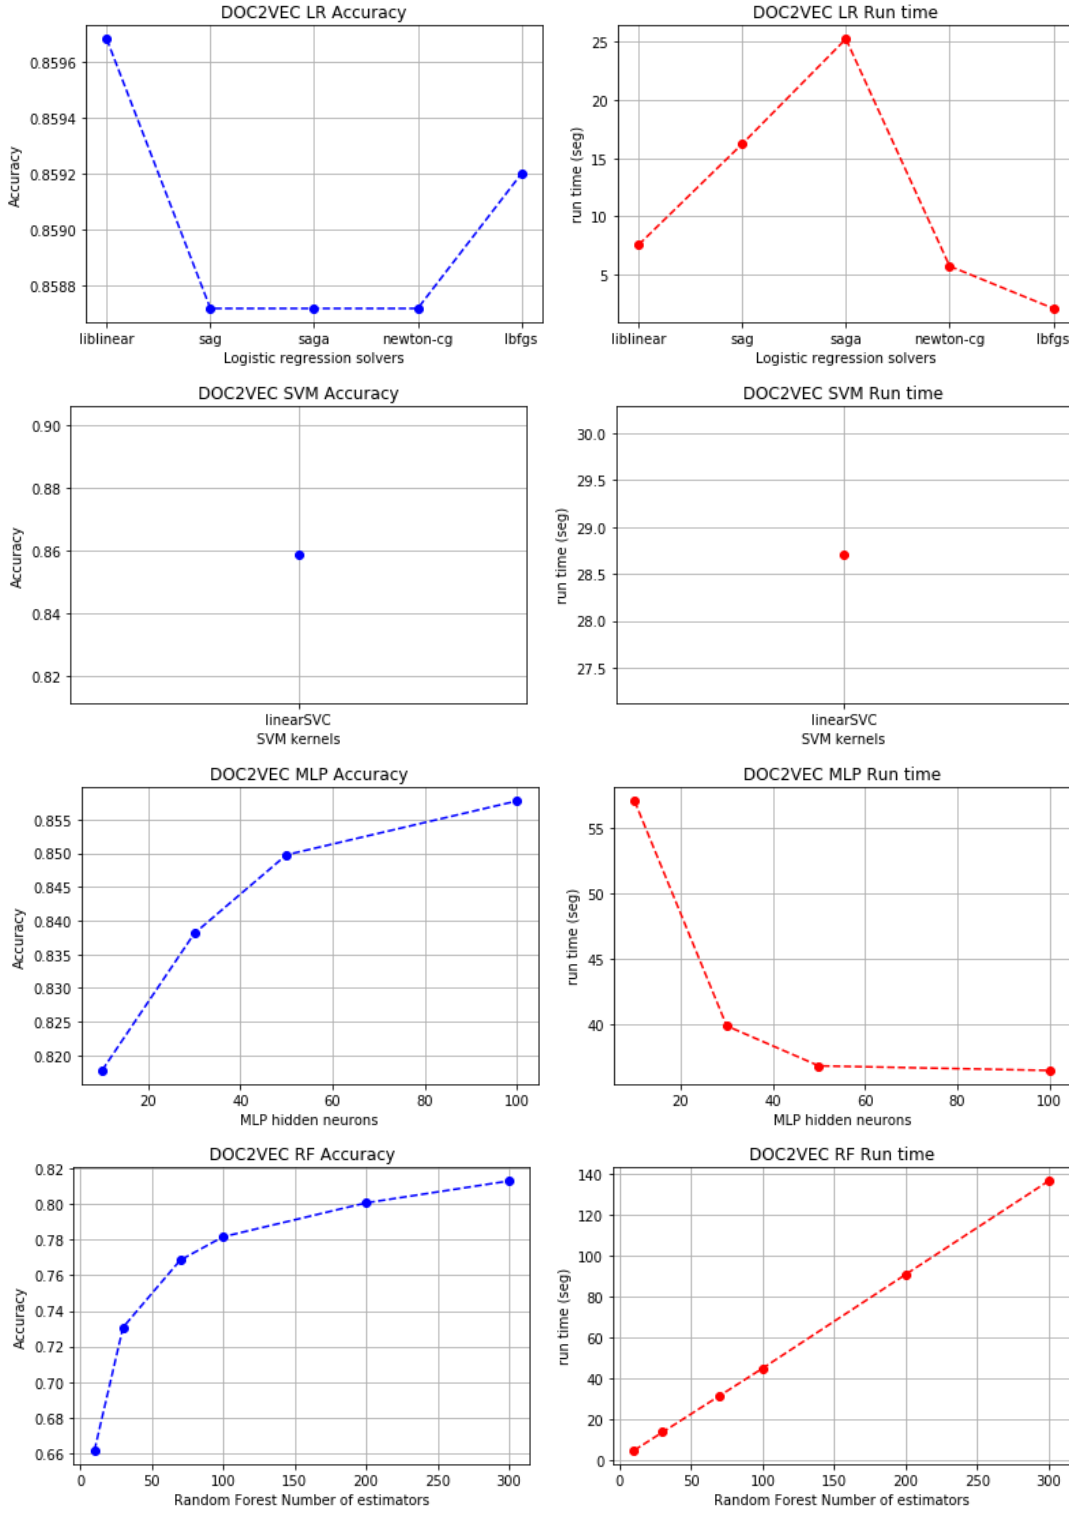 DOC2VEC LR Accuracy
0.8596
0.8594
0.8592
0.8590
0.8588
Accuracy
liblinear sag saga newton-cg lbfgs
Logistic regression solvers
DOC2VEC LR Run time
25
20
15
10
5
run time (seg)
liblinear sag saga newton-cg lbfgs
Logistic regression solvers
DOC2VEC SVM Accuracy
0.90
0.88
0.86
0.84
0.82
Accuracy
linearSVC
SVM kernels
DOC2VEC SVM Run time
30.0
29.5
29.0
28.5
28.0
27.5
run time (seg)
linearSVC
SVM kernels
DOC2VEC MLP Accuracy
0.855
0.850
0.845
0.840
0.835
0.830
0.825
0.820
Accuracy
20 40 60 80 100
MLP hidden neurons
DOC2VEC MLP Run time
55
50
45
40
run time (seg)
20 40 60 80 100
MLP hidden neurons
DOC2VEC RF Accuracy
0.82
0.80
0.78
0.76
0.74
0.72
0.70
0.68
0.66
Accuracy
0 50 100 150 200 250 300
Random Forest Number of estimators
DOC2VEC RF Run time
140
120
100
80
60
40
20
0
run time (seg)
0 50 100 150 200 250 300
Random Forest Number of estimators